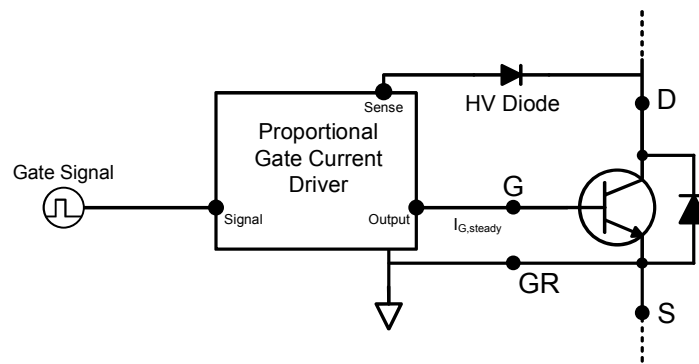 Sense
HV Diode
D
Proportional
Gate Current
Driver
Gate Signal
G
Signal
Output
I_G,steady
GR
S